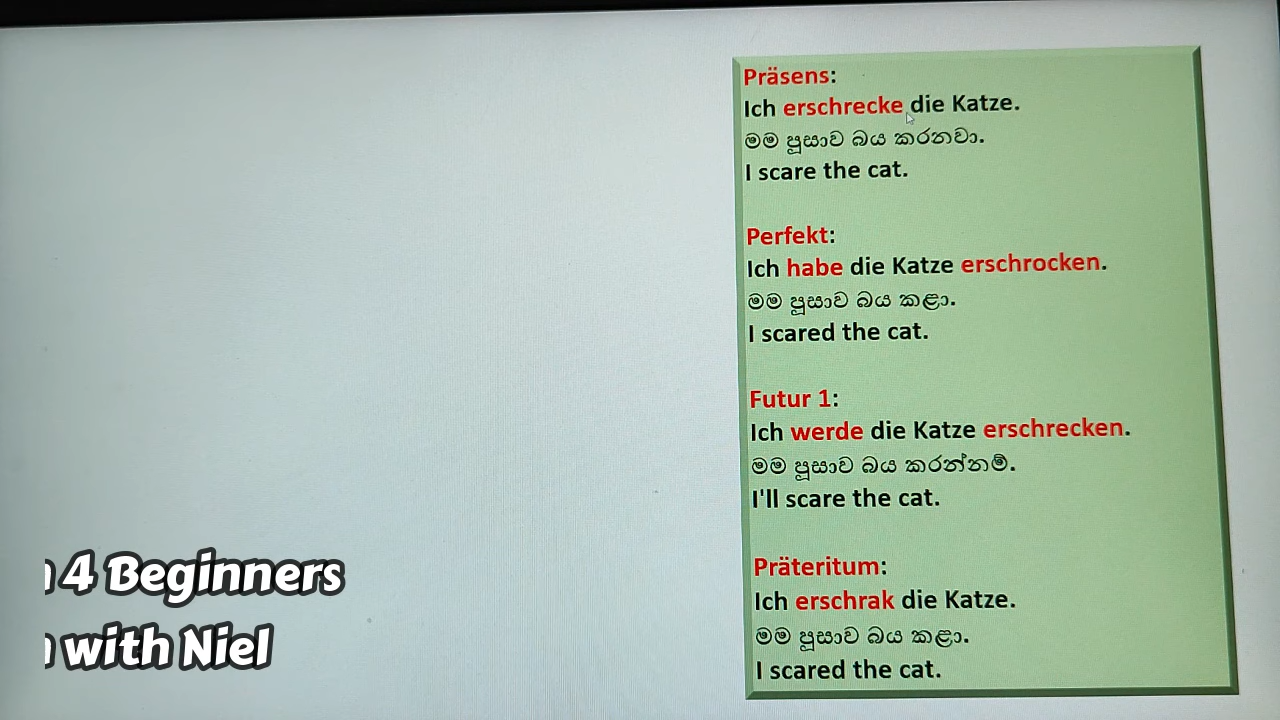 Präsens:
Ich erschrecke die Katze.
මම පූසාව බය කරනවා.
I scare the cat.
Perfekt:
Ich habe die Katze erschrocken.
මම පූසාව බය කළා.
I scared the cat.
Futur 1:
Ich werde die Katze erschrecken.
මම පූසාව බය කරන්නම්.
I'll scare the cat.
Präteritum:
Ich erschrak die Katze.
මම පූසාව බය කළා.
I scared the cat.
4 Beginners
with Niel